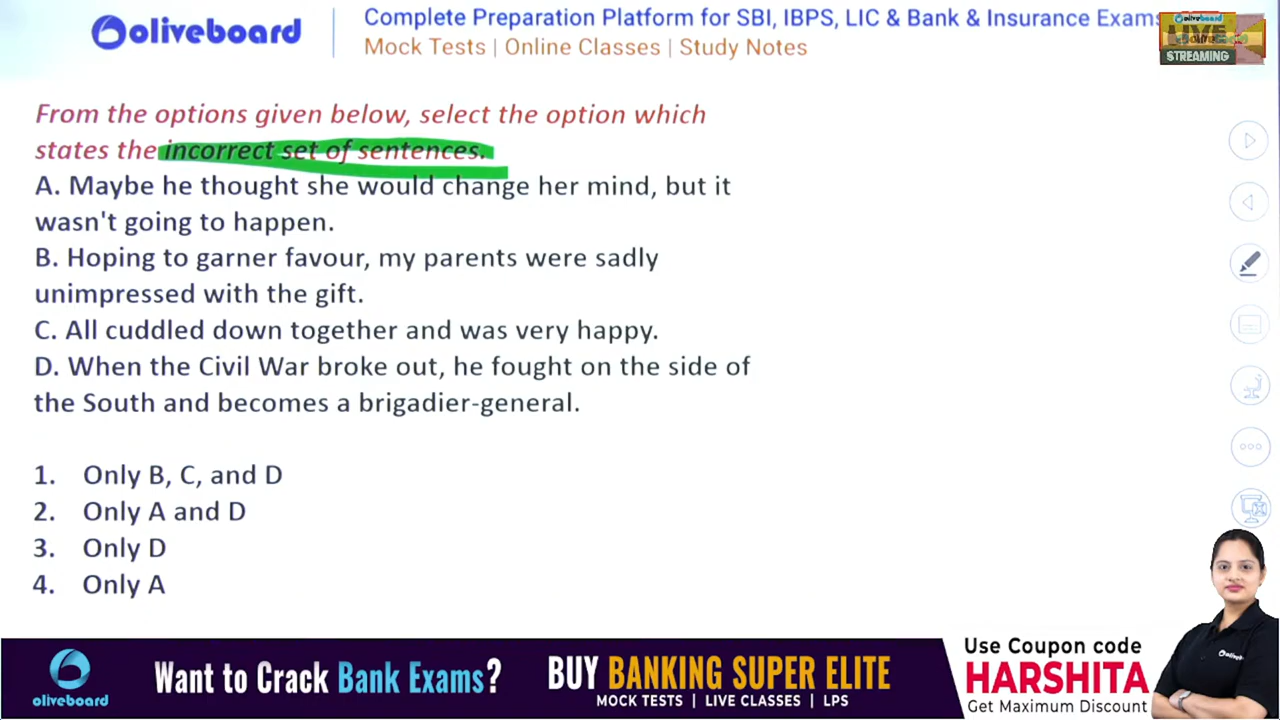 oliveboard
Complete Preparation Platform for SBI, IBPS, LIC & Bank & Insurance Exams
Mock Tests | Online Classes | Study Notes
LIVE
STREAMING
From the options given below, select the option which
states the incorrect set of sentences.
A. Maybe he thought she would change her mind, but it
wasn't going to happen.
B. Hoping to garner favour, my parents were sadly
unimpressed with the gift.
C. All cuddled down together and was very happy.
D. When the Civil War broke out, he fought on the side of
the South and becomes a brigadier-general.
1. Only B, C, and D
2. Only A and D
3. Only D
4. Only A
oliveboard
Want to Crack Bank Exams?
BUY BANKING SUPER ELITE
MOCK TESTS | LIVE CLASSES | LPS
Use Coupon code
HARSHITA
Get Maximum Discount